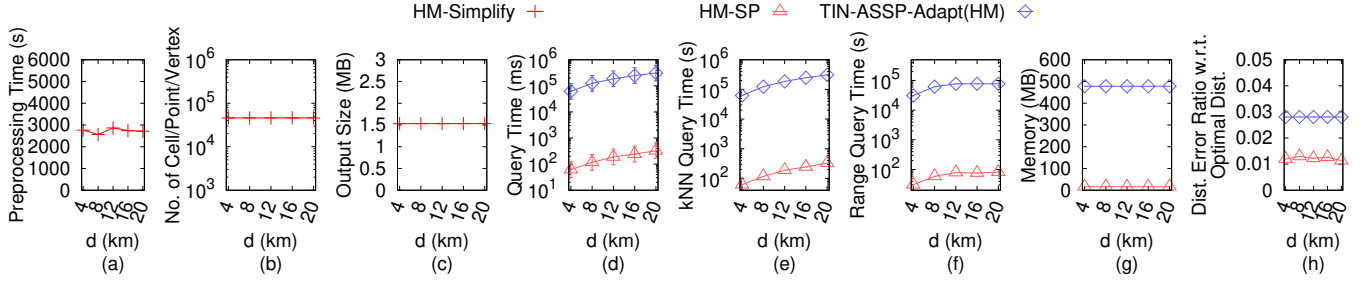 HM-Simplify HM-SP TIN-ASSP-Adapt(HM)
Preprocessing Time (s)
6000
5000
4000
3000
2000
1000
0
4 8 12 16 20
d (km)
(a)
No. of Cell/Point/Vertex
10^6
10^5
10^4
10^3
4 8 12 16 20
d (km)
(b)
Output Size (MB)
3
2.5
2
1.5
1
0.5
0
4 8 12 16 20
d (km)
(c)
Query Time (ms)
10^6
10^5
10^4
10^3
10^2
10^1
4 8 12 16 20
d (km)
(d)
kNN Query Time (s)
10^6
10^5
10^4
10^3
10^2
4 8 12 16 20
d (km)
(e)
Range Query Time (s)
10^5
10^4
10^3
10^2
4 8 12 16 20
d (km)
(f)
Memory (MB)
600
500
400
300
200
100
0
4 8 12 16 20
d (km)
(g)
Dist. Error Ratio w.r.t.
Optimal Dist.
0.05
0.04
0.03
0.02
0.01
0
4 8 12 16 20
d (km)
(h)